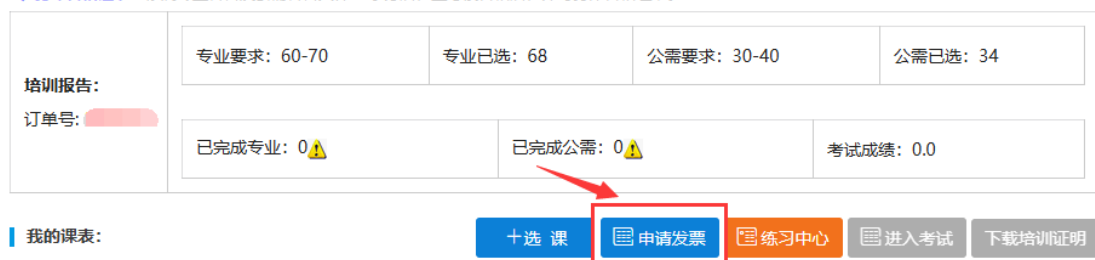 专业要求：60-70
专业已选：68
公需要求：30-40
公需已选：34
培训报告：
订单号:
已完成专业：0
已完成公需：0
考试成绩：0.0
我的课表：
十选 课
申请发票
练习中心
进入考试
下载培训证明